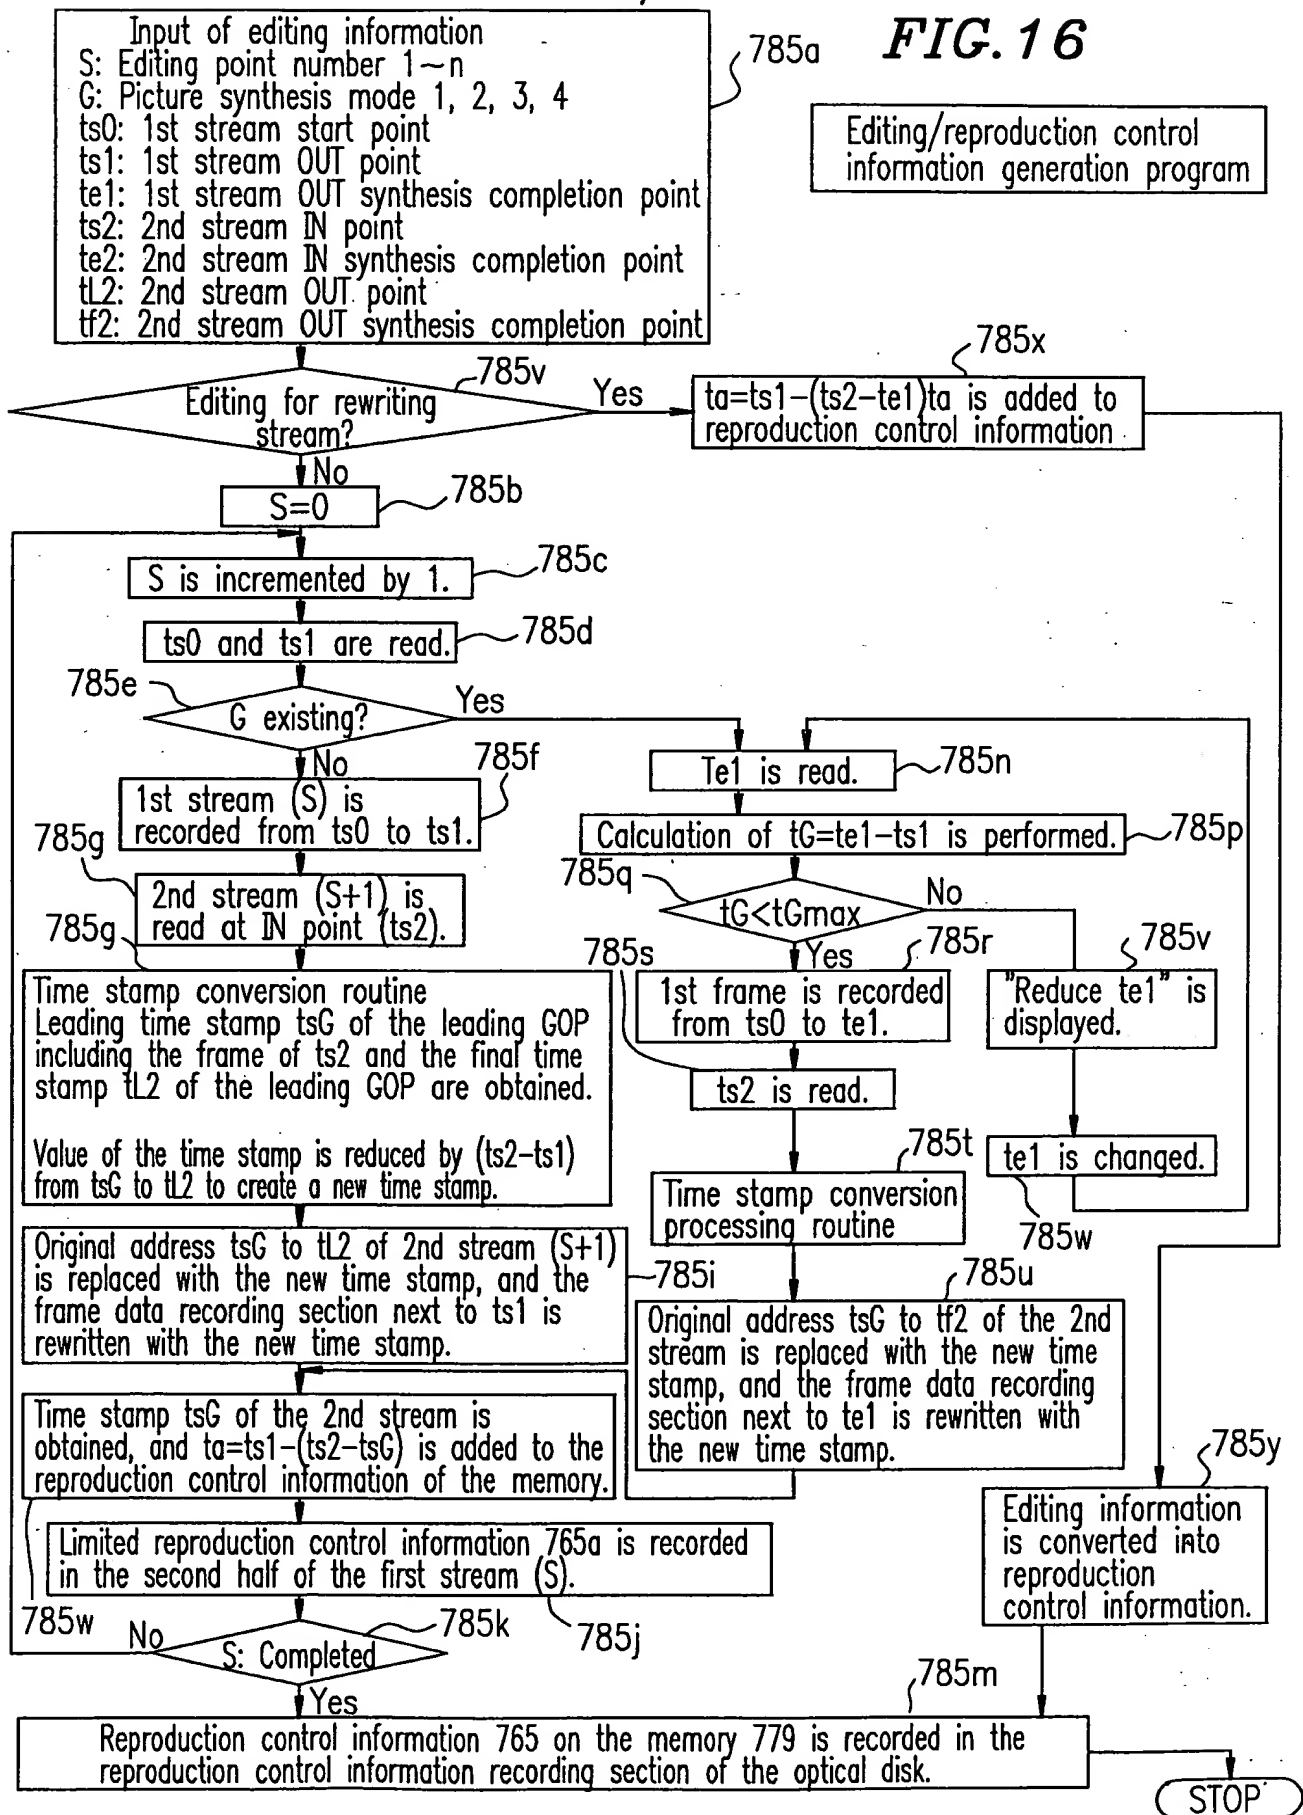 FIG.16
Editing/reproduction control
information generation program
785a
Input of editing information
S: Editing point number 1~n
G: Picture synthesis mode 1, 2, 3, 4
ts0: 1st stream start point
ts1: 1st stream OUT point
te1: 1st stream OUT synthesis completion point
ts2: 2nd stream IN point
te2: 2nd stream IN synthesis completion point
tL2: 2nd stream OUT point
tf2: 2nd stream OUT synthesis completion point
785v
Editing for rewriting
stream?
Yes
785x
ta=ts1-(ts2-te1)ta is added to
reproduction control information
No
S=0
785b
S is incremented by 1.
785c
ts0 and ts1 are read.
785d
785e
G existing?
Yes
No
785f
1st stream (S) is
recorded from ts0 to ts1.
785g
2nd stream (S+1) is
read at IN point (ts2).
785g
Time stamp conversion routine
Leading time stamp tsG of the leading GOP
including the frame of ts2 and the final time
stamp tL2 of the leading GOP are obtained.
Value of the time stamp is reduced by (ts2-ts1)
from tsG to tL2 to create a new time stamp.
Original address tsG to tL2 of 2nd stream (S+1)
is replaced with the new time stamp, and the
frame data recording section next to ts1 is
rewritten with the new time stamp.
785i
Te1 is read.
785n
Calculation of tG=te1-ts1 is performed.
785p
785q
tG<tGmax
No
Yes
785r
1st frame is recorded
from ts0 to te1.
785s
ts2 is read.
785t
Time stamp conversion
processing routine
785v
"Reduce te1" is
displayed.
te1 is changed.
785w
785u
Original address tsG to tf2 of the 2nd
stream is replaced with the new time
stamp, and the frame data recording
section next to te1 is rewritten with
the new time stamp.
Time stamp tsG of the 2nd stream is
obtained, and ta=ts1-(ts2-tsG) is added to the
reproduction control information of the memory.
785w
Limited reproduction control information 765a is recorded
in the second half of the first stream (S).
785j
785k
S: Completed
No
Yes
785y
Editing information
is converted into
reproduction
control information.
785m
Reproduction control information 765 on the memory 779 is recorded in the
reproduction control information recording section of the optical disk.
STOP